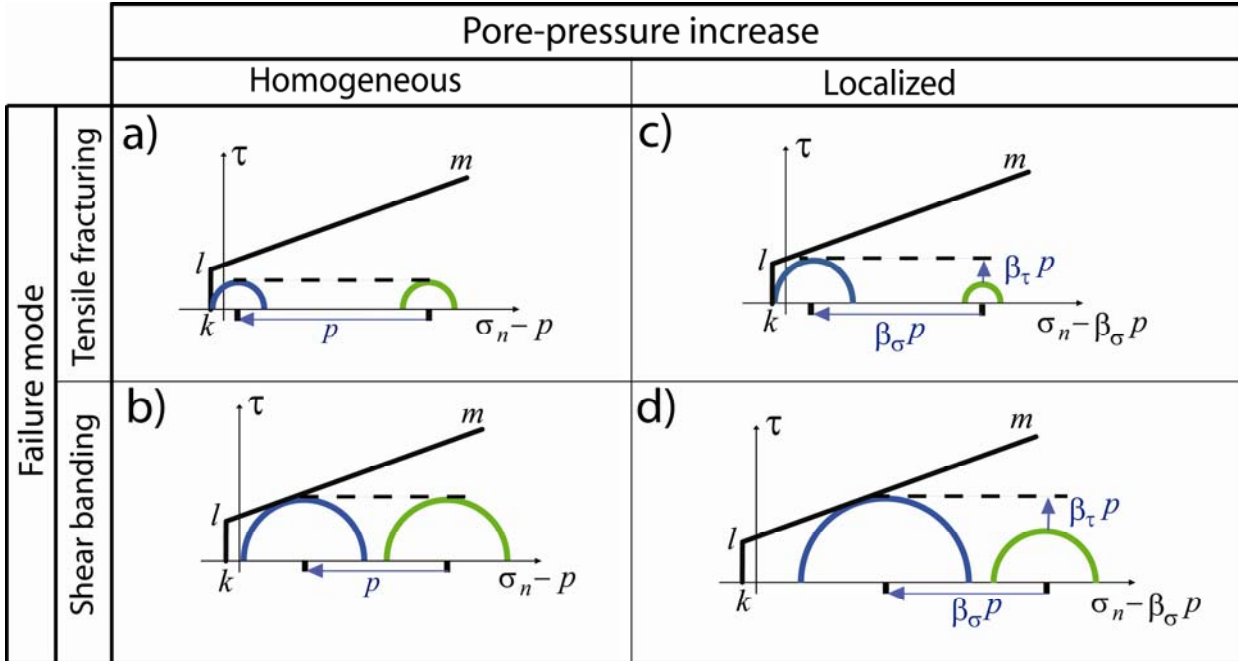 Pore-pressure increase
Homogeneous
Localized
Failure mode
Tensile fracturing
a)
τ
m
l
k
p
σn − p
c)
τ
m
l
βτ p
k
βσ p
σn − βσ p
Shear banding
b)
τ
m
l
k
p
σn − p
d)
τ
m
l
βτ p
k
βσ p
σn − βσ p